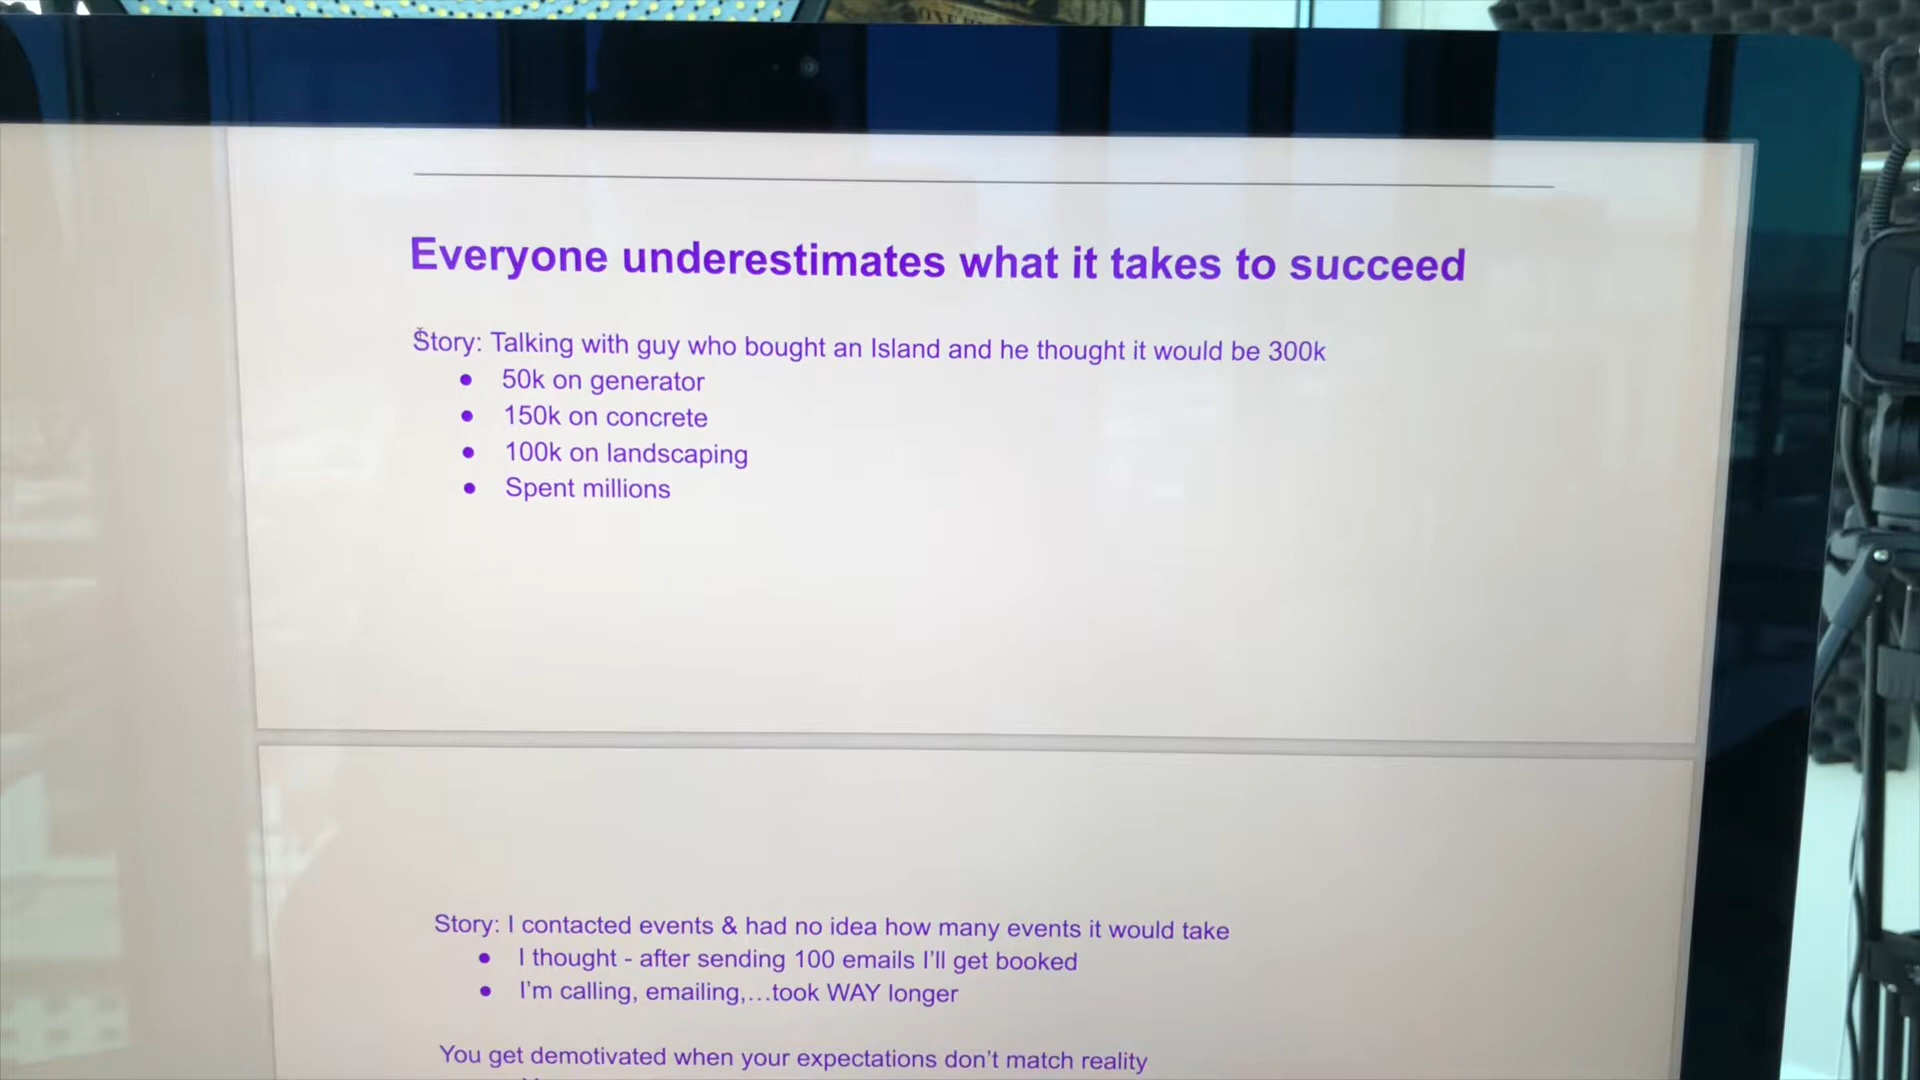 Everyone underestimates what it takes to succeed
Story: Talking with guy who bought an Island and he thought it would be 300k
● 50k on generator
● 150k on concrete
● 100k on landscaping
● Spent millions
Story: I contacted events & had no idea how many events it would take
● I thought - after sending 100 emails I'll get booked
● I'm calling, emailing,...took WAY longer
You get demotivated when your expectations don't match reality